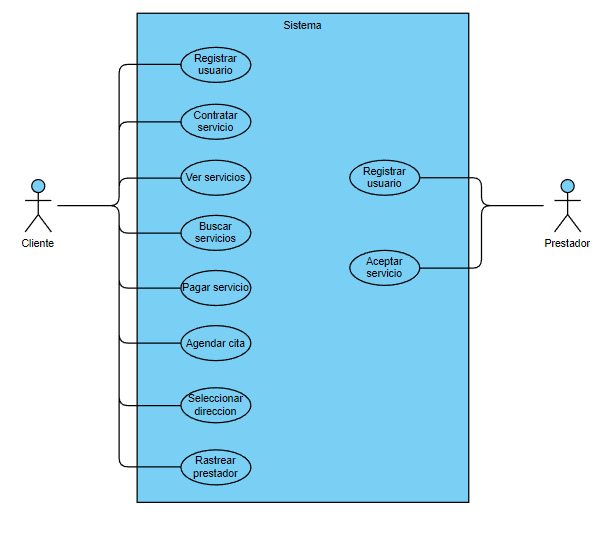 Sistema
Registrar
usuario
Contratar
servicio
Ver servicios
Registrar
usuario
Buscar
servicios
Cliente
Prestador
Aceptar
servicio
Pagar servicio
Agendar cita
Seleccionar
direccion
Rastrear
prestador